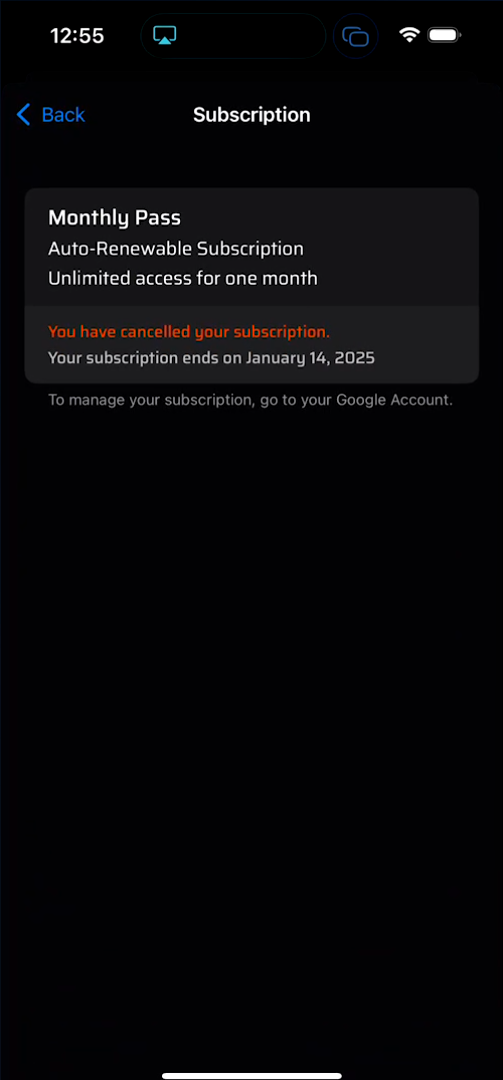 12:55
Back
Subscription
Monthly Pass
Auto-Renewable Subscription
Unlimited access for one month
You have cancelled your subscription.
Your subscription ends on January 14, 2025
To manage your subscription, go to your Google Account.